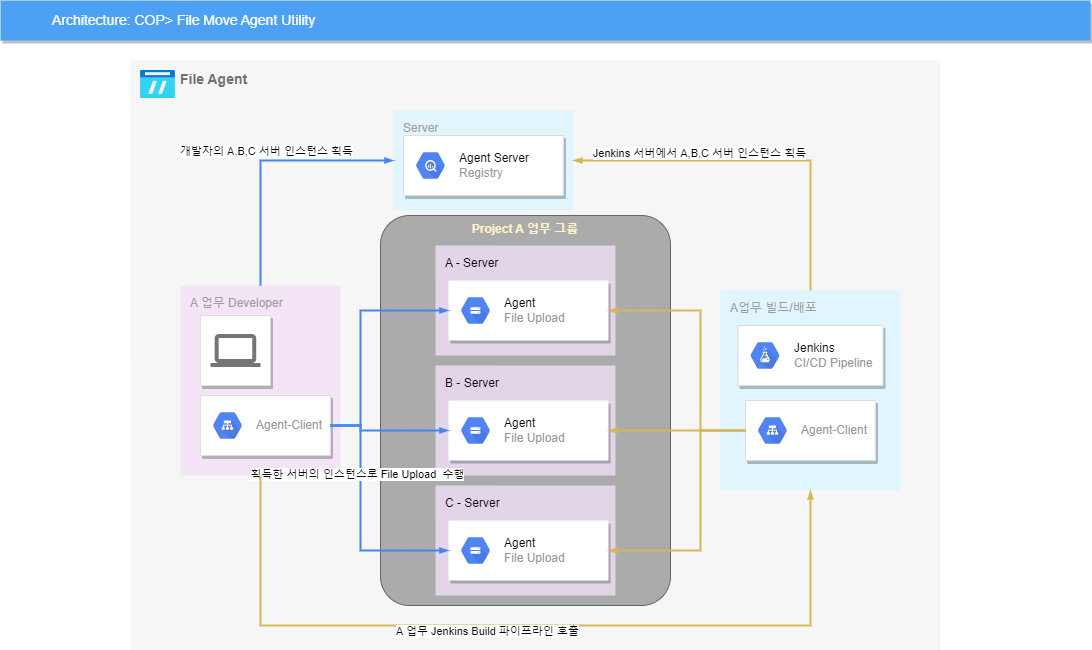 Architecture: COP> File Move Agent Utility
File Agent
Server
Agent Server
Registry
개발자의 A,B,C 서버 인스턴스 획득
Jenkins 서버에서 A,B,C 서버 인스턴스 획득
Project A 업무 그룹
A - Server
Agent
File Upload
A 업무 Developer
Agent-Client
A업무 빌드/배포
Jenkins
CI/CD Pipeline
Agent-Client
B - Server
Agent
File Upload
획득한 서버의 인스턴스로 File Upload 수행
C - Server
Agent
File Upload
A 업무 Jenkins Build 파이프라인 호출